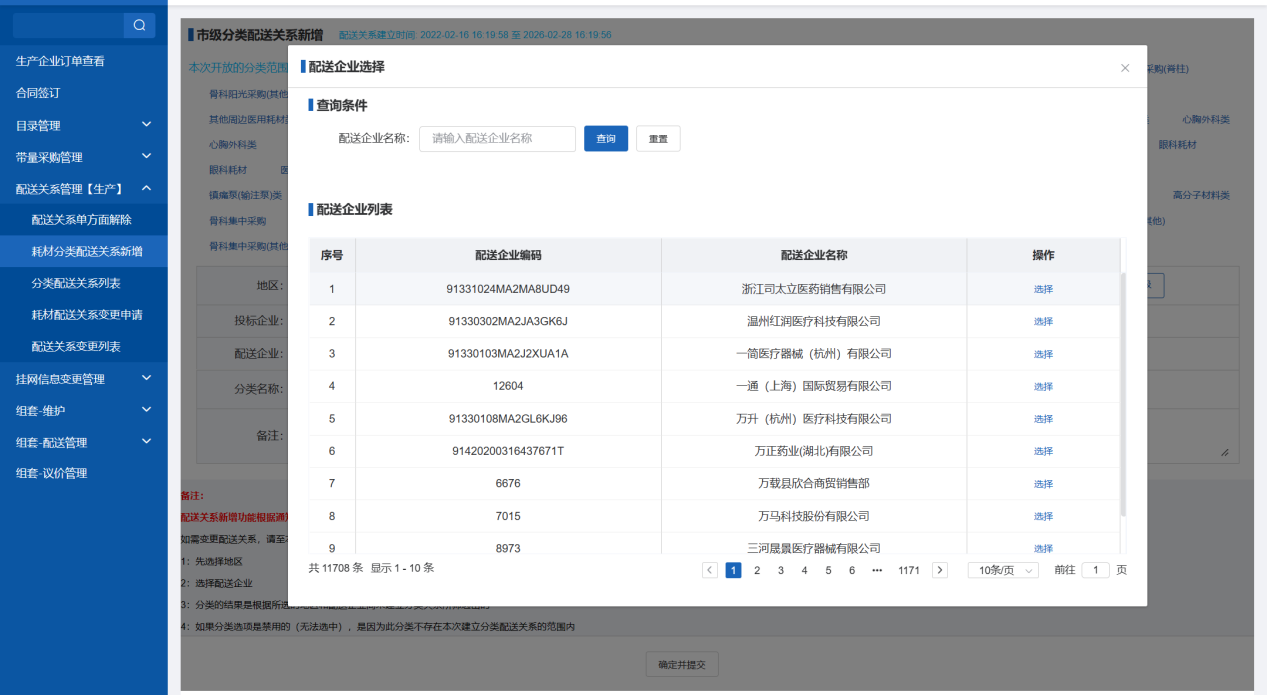 市级分类配送关系新增 配送关系建立时间: 2022-02-16 16:19:58 至 2026-02-28 16:19:56
生产企业订单查看
合同签订
目录管理
带量采购管理
配送关系管理【生产】
配送关系单方面解除
耗材分类配送关系新增
分类配送关系列表
耗材配送关系变更申请
配送关系变更列表
挂网信息变更管理
组套-维护
组套-配送管理
组套-议价管理
本次开放的分类范围
采购(脊柱)
骨科阳光采购(其他
其他周边医用耗材
心胸外科类
心胸外科类
眼科耗材
眼科耗材 医
镇痛泵(输注泵)类
高分子材料类
骨科集中采购
其他)
骨科集中采购(其他
地区:
投标企业:
配送企业:
分类名称:
备注:
配送企业选择
查询条件
配送企业名称: 请输入配送企业名称 查询 重置
配送企业列表
序号 配送企业编码 配送企业名称 操作
1 91331024MA2MA8UD49 浙江司太立医药销售有限公司 选择
2 91330302MA2JA3GK6J 温州红润医疗科技有限公司 选择
3 91330103MA2J2XUA1A 一简医疗器械（杭州）有限公司 选择
4 12604 一通（上海）国际贸易有限公司 选择
5 91330108MA2GL6KJ96 万升（杭州）医疗科技有限公司 选择
6 91420200316437671T 万正药业(湖北)有限公司 选择
7 6676 万载县欣合商贸销售部 选择
8 7015 万马科技股份有限公司 选择
9 8973 三河晟景医疗器械有限公司 选择
共 11708 条 显示 1 - 10 条 1 2 3 4 5 6 ••• 1171 10条/页 前往 1 页
备注:
配送关系新增功能根据通
如需变更配送关系，请至
1: 先选择地区
2: 选择配送企业
3: 分类的结果是根据所选
4: 如果分类选项是禁用的（无法选中），是因为此分类不存在本次建立分类配送关系的范围内
确定并提交